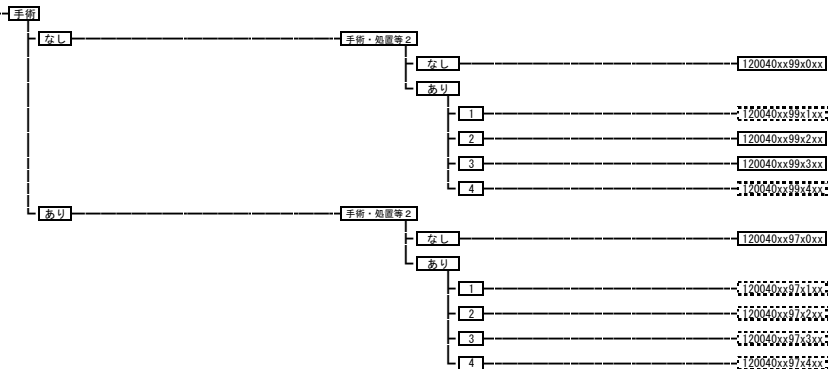 手術
なし 手術・処置等2
なし 120040xx99x0xx
あり
1 120040xx99x1xx
2 120040xx99x2xx
3 120040xx99x3xx
4 120040xx99x4xx
あり 手術・処置等2
なし 120040xx97x0xx
あり
1 120040xx97x1xx
2 120040xx97x2xx
3 120040xx97x3xx
4 120040xx97x4xx